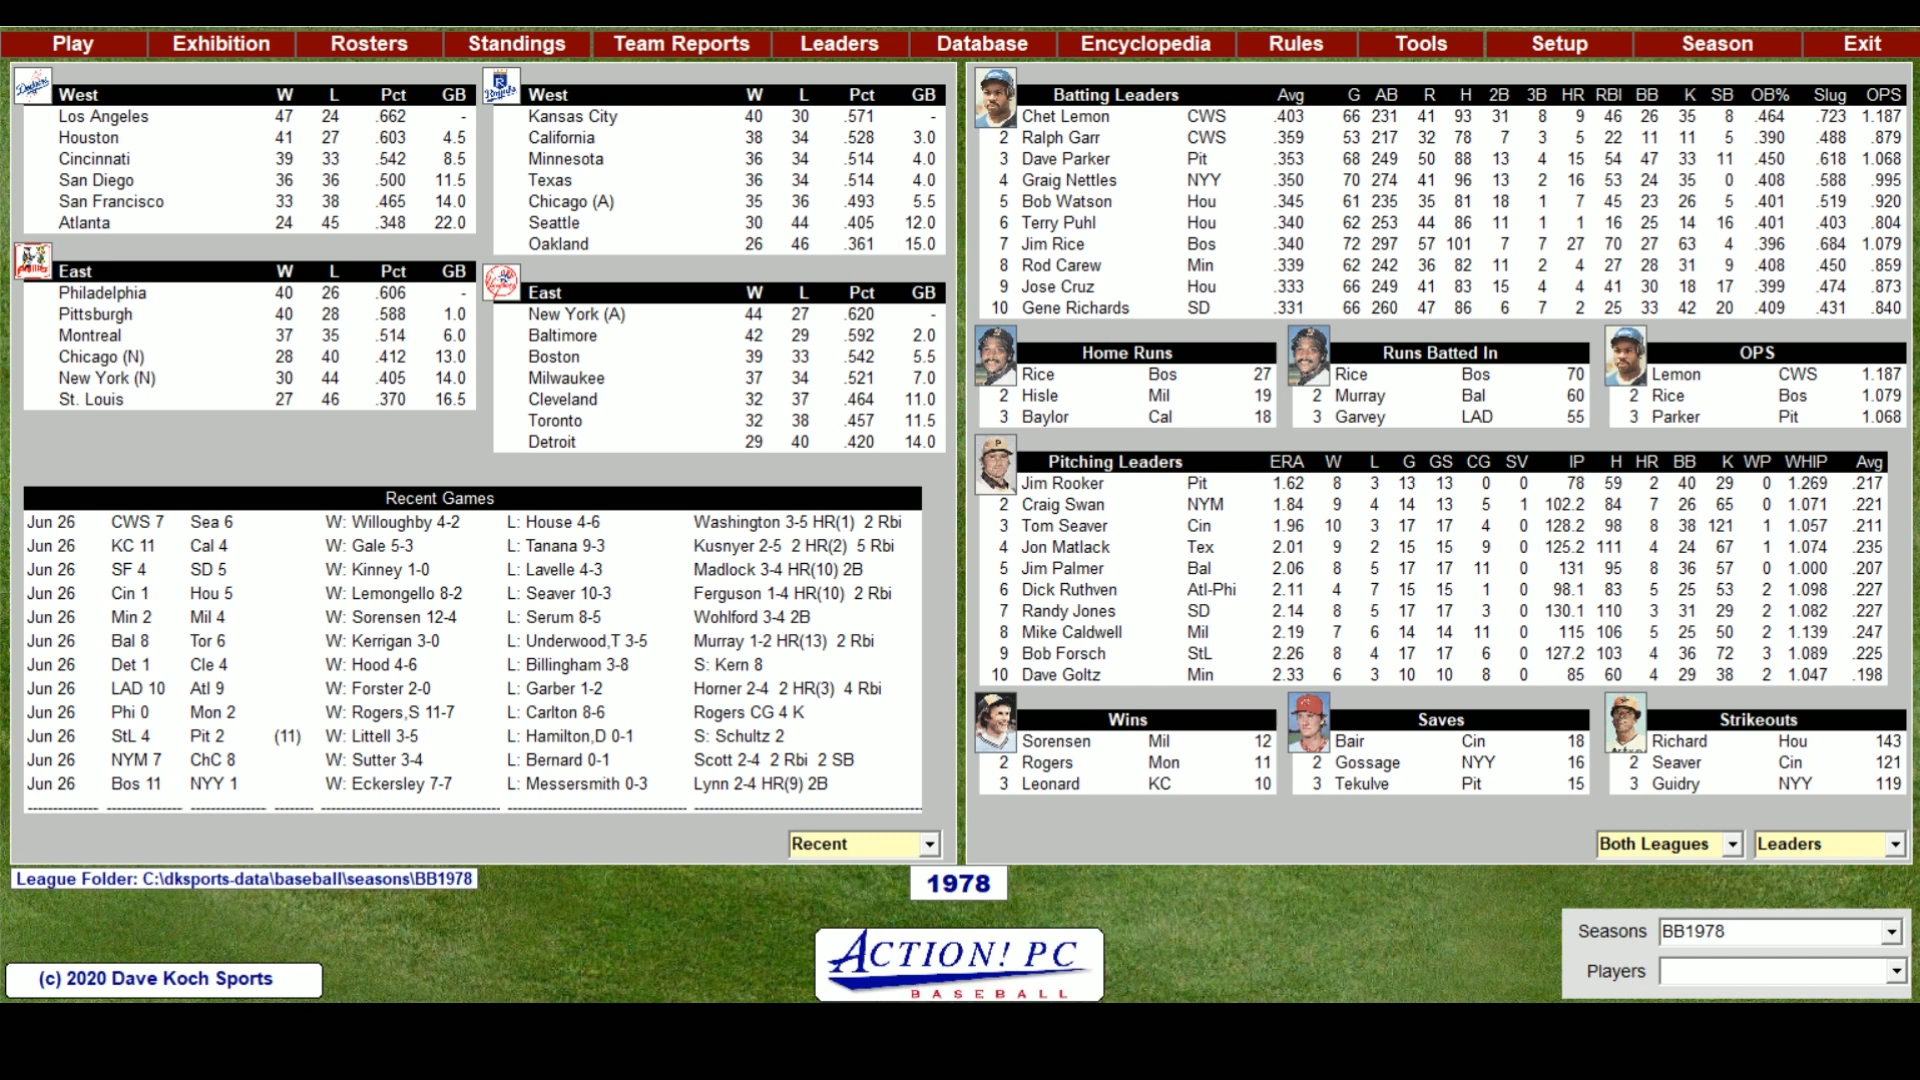 Play Exhibition Rosters Standings Team Reports Leaders Database Encyclopedia Rules Tools Setup Season Exit
West W L Pct GB
Los Angeles 47 24 .662 -
Houston 41 27 .603 4.5
Cincinnati 39 33 .542 8.5
San Diego 36 36 .500 11.5
San Francisco 33 38 .465 14.0
Atlanta 24 45 .348 22.0
East W L Pct GB
Philadelphia 40 26 .606 -
Pittsburgh 40 28 .588 1.0
Montreal 37 35 .514 6.0
Chicago (N) 28 40 .412 13.0
New York (N) 30 44 .405 14.0
St. Louis 27 46 .370 16.5
West W L Pct GB
Kansas City 40 30 .571 -
California 38 34 .528 3.0
Minnesota 36 34 .514 4.0
Texas 36 34 .514 4.0
Chicago (A) 35 36 .493 5.5
Seattle 30 44 .405 12.0
Oakland 26 46 .361 15.0
East W L Pct GB
New York (A) 44 27 .620 -
Baltimore 42 29 .592 2.0
Boston 39 33 .542 5.5
Milwaukee 37 34 .521 7.0
Cleveland 32 37 .464 11.0
Toronto 32 38 .457 11.5
Detroit 29 40 .420 14.0
Recent Games
Jun 26 CWS 7 Sea 6 W: Willoughby 4-2 L: House 4-6 Washington 3-5 HR(1) 2 Rbi
Jun 26 KC 11 Cal 4 W: Gale 5-3 L: Tanana 9-3 Kusnyer 2-5 2 HR(2) 5 Rbi
Jun 26 SF 4 SD 5 W: Kinney 1-0 L: Lavelle 4-3 Madlock 3-4 HR(10) 2B
Jun 26 Cin 1 Hou 5 W: Lemongello 8-2 L: Seaver 10-3 Ferguson 1-4 HR(10) 2 Rbi
Jun 26 Min 2 Mil 4 W: Sorensen 12-4 L: Serum 8-5 Wohlford 3-4 2B
Jun 26 Bal 8 Tor 6 W: Kerrigan 3-0 L: Underwood,T 3-5 Murray 1-2 HR(13) 2 Rbi
Jun 26 Det 1 Cle 4 W: Hood 4-6 L: Billingham 3-8 S: Kern 8
Jun 26 LAD 10 Atl 9 W: Forster 2-0 L: Garber 1-2 Horner 2-4 2 HR(3) 4 Rbi
Jun 26 Phi 0 Mon 2 W: Rogers,S 11-7 L: Carlton 8-6 Rogers CG 4 K
Jun 26 StL 4 Pit 2 (11) W: Littell 3-5 L: Hamilton,D 0-1 S: Schultz 2
Jun 26 NYM 7 ChC 8 W: Sutter 3-4 L: Bernard 0-1 Scott 2-4 2 Rbi 2 SB
Jun 26 Bos 11 NYY 1 W: Eckersley 7-7 L: Messersmith 0-3 Lynn 2-4 HR(9) 2B
Recent
Batting Leaders Avg G AB R H 2B 3B HR RBI BB K SB OB% Slug OPS
Chet Lemon CWS .403 66 231 41 93 31 8 9 46 26 35 8 .464 .723 1.187
2 Ralph Garr CWS .359 53 217 32 78 7 3 5 22 11 11 5 .390 .488 .879
3 Dave Parker Pit .353 68 249 50 88 13 4 15 54 47 33 11 .450 .618 1.068
4 Graig Nettles NYY .350 70 274 41 96 13 2 16 53 24 35 0 .408 .588 .995
5 Bob Watson Hou .345 61 235 35 81 18 1 7 45 23 26 5 .401 .519 .920
6 Terry Puhl Hou .340 62 253 44 86 11 1 1 16 25 14 16 .401 .403 .804
7 Jim Rice Bos .340 72 297 57 101 7 7 27 70 27 63 4 .396 .684 1.079
8 Rod Carew Min .339 62 242 36 82 11 2 4 27 28 31 9 .408 .450 .859
9 Jose Cruz Hou .333 66 249 41 83 15 4 4 41 30 18 17 .399 .474 .873
10 Gene Richards SD .331 66 260 47 86 6 7 2 25 33 42 20 .409 .431 .840
Home Runs
Rice Bos 27
2 Hisle Mil 19
3 Baylor Cal 18
Runs Batted In
Rice Bos 70
2 Murray Bal 60
3 Garvey LAD 55
OPS
Lemon CWS 1.187
2 Rice Bos 1.079
3 Parker Pit 1.068
Pitching Leaders ERA W L G GS CG SV IP H HR BB K WP WHIP Avg
Jim Rooker Pit 1.62 8 3 13 13 0 0 78 59 2 40 29 0 1.269 .217
2 Craig Swan NYM 1.84 9 4 14 13 5 1 102.2 84 7 26 65 0 1.071 .221
3 Tom Seaver Cin 1.96 10 3 17 17 4 0 128.2 98 8 38 121 1 1.057 .211
4 Jon Matlack Tex 2.01 9 2 15 15 9 0 125.2 111 4 24 67 1 1.074 .235
5 Jim Palmer Bal 2.06 8 5 17 17 11 0 131 95 8 36 57 0 1.000 .207
6 Dick Ruthven Atl-Phi 2.11 4 7 15 15 1 0 98.1 83 5 25 53 2 1.098 .227
7 Randy Jones SD 2.14 8 5 17 17 3 0 130.1 110 3 31 29 2 1.082 .227
8 Mike Caldwell Mil 2.19 7 6 14 14 11 0 115 106 5 25 50 2 1.139 .247
9 Bob Forsch StL 2.26 8 4 17 17 6 0 127.2 103 4 36 72 3 1.089 .225
10 Dave Goltz Min 2.33 6 3 10 10 8 0 85 60 4 29 38 2 1.047 .198
Wins
Sorensen Mil 12
2 Rogers Mon 11
3 Leonard KC 10
Saves
Bair Cin 18
2 Gossage NYY 16
3 Tekulve Pit 15
Strikeouts
Richard Hou 143
2 Seaver Cin 121
3 Guidry NYY 119
Both Leagues Leaders
League Folder: C:\dksports-data\baseball\seasons\BB1978
1978
Seasons BB1978
Players
ACTION! PC
BASEBALL
(c) 2020 Dave Koch Sports